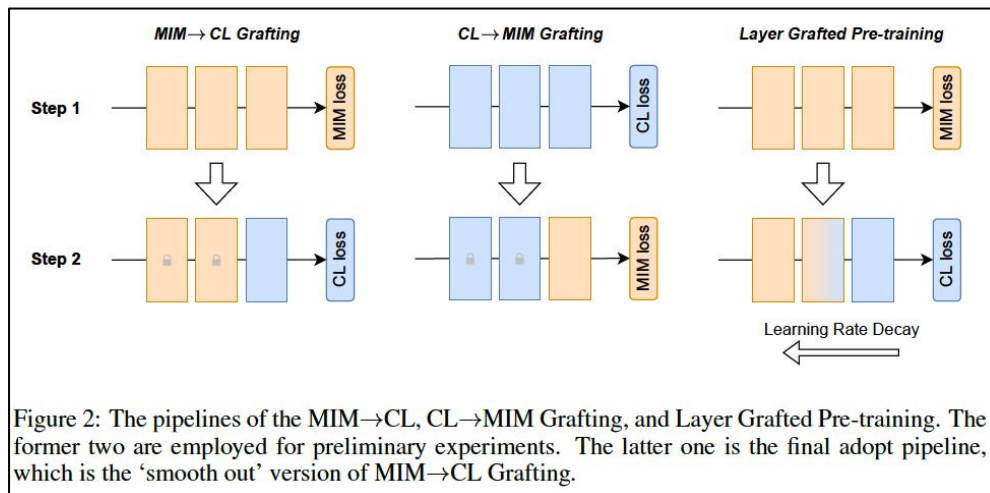 MIM→ CL Grafting
CL→MIM Grafting
Layer Grafted Pre-training
Step 1
MIM loss
CL loss
MIM loss
Step 2
CL loss
MIM loss
CL loss
Learning Rate Decay
Figure 2: The pipelines of the MIM→CL, CL→MIM Grafting, and Layer Grafted Pre-training. The
former two are employed for preliminary experiments. The latter one is the final adopt pipeline,
which is the ‘smooth out’ version of MIM→CL Grafting.